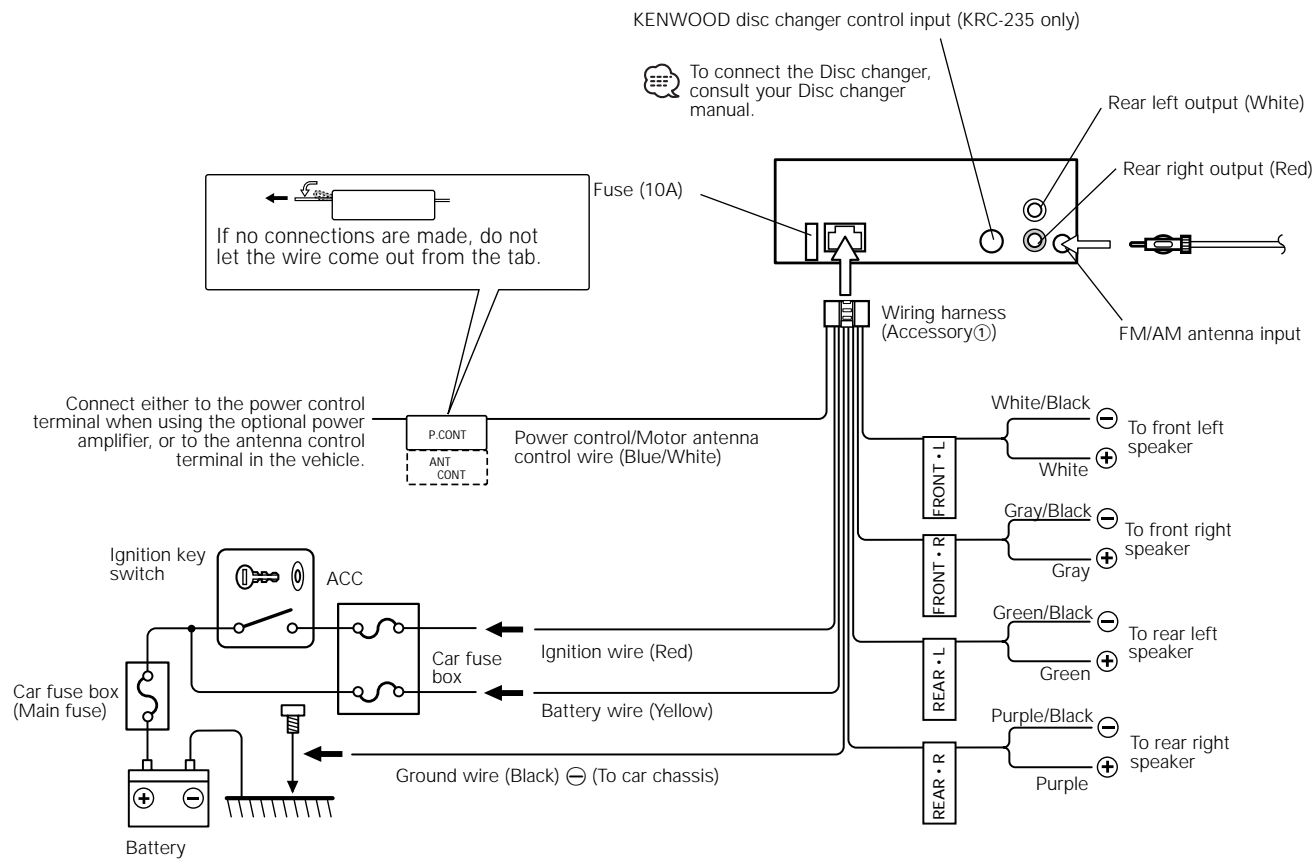 KENWOOD disc changer control input (KRC-235 only)
To connect the Disc changer,
consult your Disc changer
manual.
Rear left output (White)
Rear right output (Red)
Fuse (10A)
If no connections are made, do not
let the wire come out from the tab.
Wiring harness
(Accessory①)
FM/AM antenna input
Connect either to the power control
terminal when using the optional power
amplifier, or to the antenna control
terminal in the vehicle.
P.CONT
ANT
CONT
Power control/Motor antenna
control wire (Blue/White)
White/Black
⊖
To front left
speaker
FRONT・L
White
⊕
Gray/Black
⊖
To front right
speaker
FRONT・R
Gray
⊕
Ignition key
switch
ACC
Green/Black
⊖
To rear left
speaker
REAR・L
Green
⊕
Ignition wire (Red)
Car fuse
box
Car fuse box
(Main fuse)
Battery wire (Yellow)
Purple/Black
⊖
To rear right
speaker
REAR・R
Purple
⊕
Ground wire (Black) ⊖ (To car chassis)
⊕ ⊖
Battery